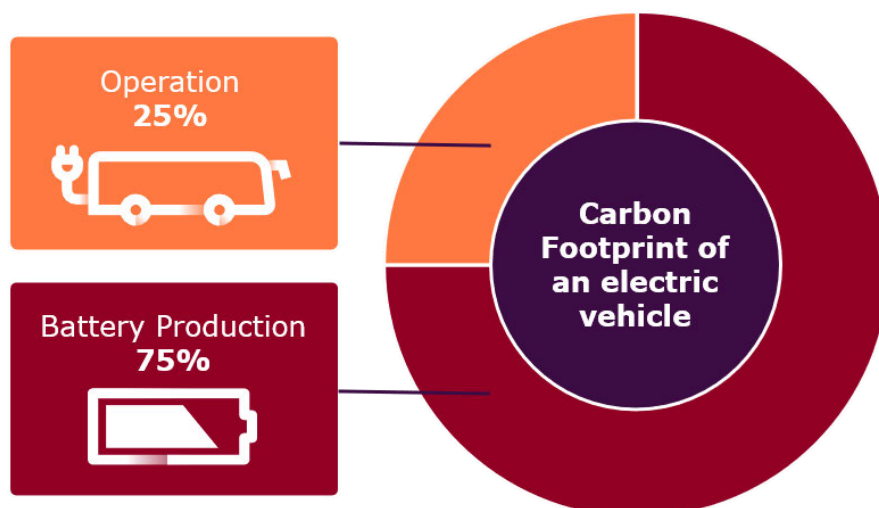 Operation
25%
Battery Production
75%
Carbon
Footprint of
an electric
vehicle